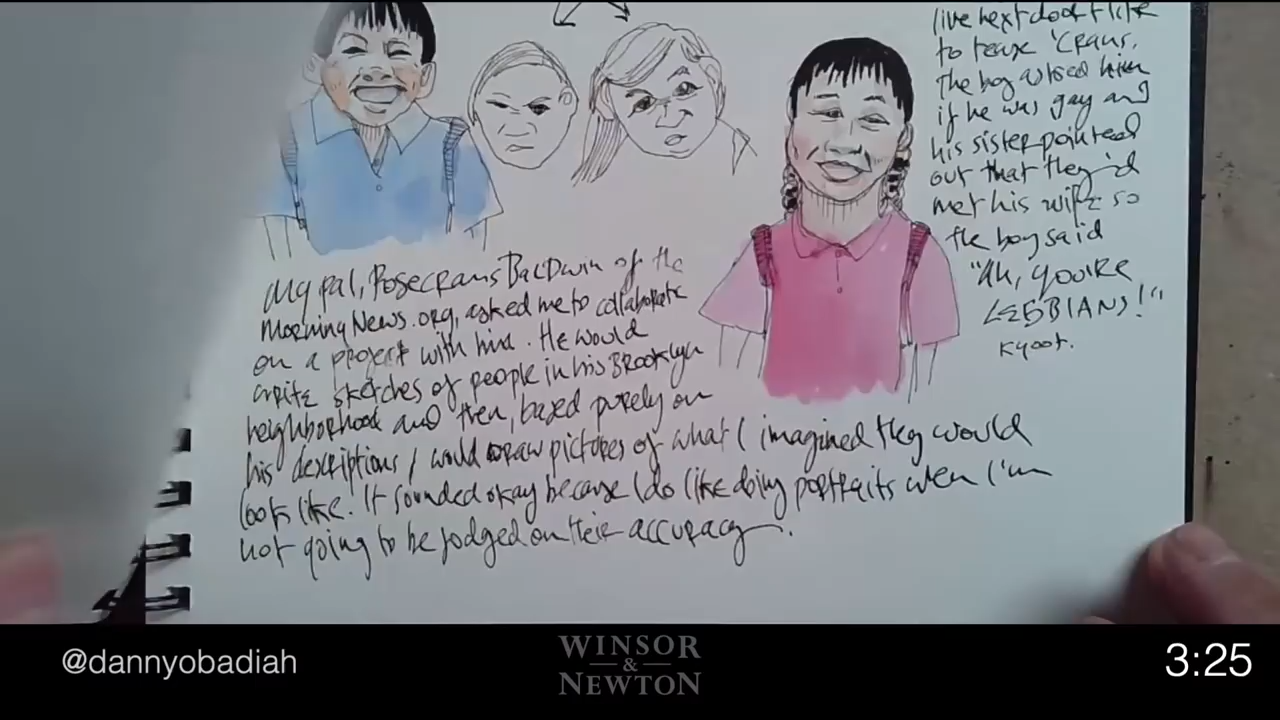 live next door & like
to tease 'Crans.
The boy asked him
if he was gay and
his sister pointed
out that they'd
met his wife so
the boy said
"Ah, you're
LESBIANS!"
Kyoot.
My pal, Rosecrans Baldwin of the
Morning News.org, asked me to collaborate
on a project with him. He would
write sketches of people in his Brooklyn
neighborhood and then, based purely on
his descriptions, I would draw pictures of what I imagined they would
look like. It sounded okay because I do like doing portraits when I'm
not going to be judged on their accuracy.
@dannyobadiah
WINSOR
&
NEWTON
3:25